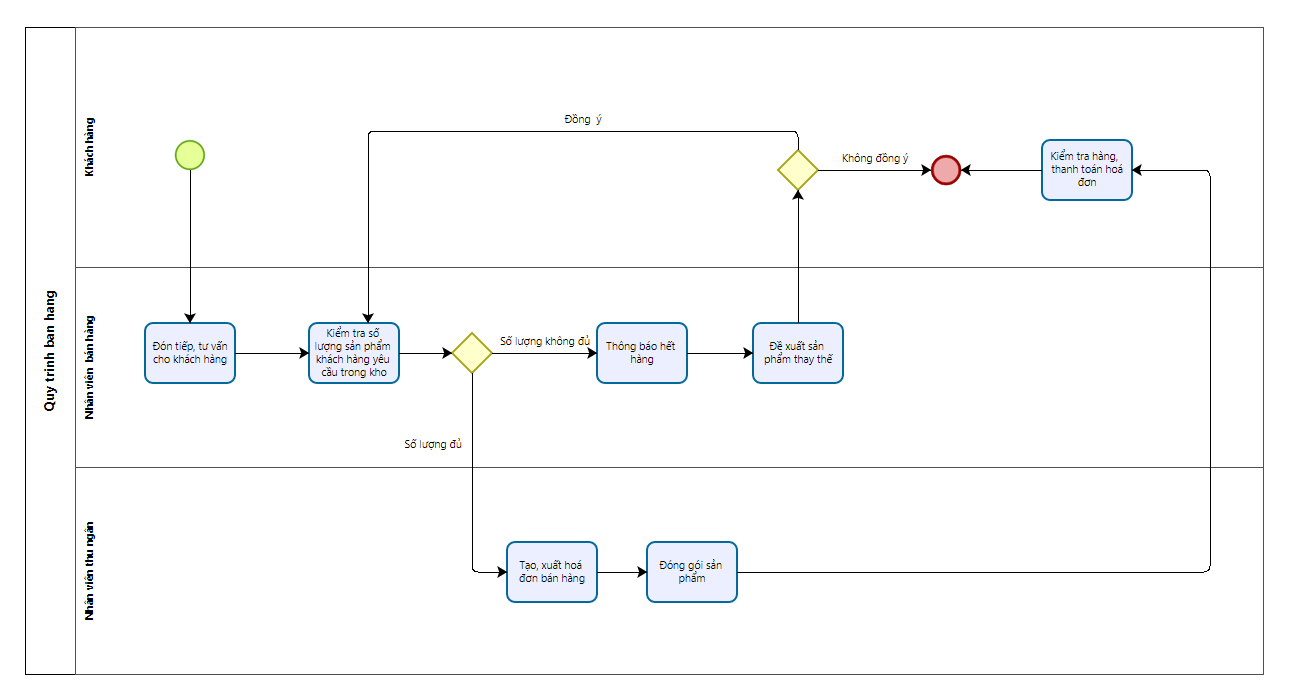 Quy trinh ban hang
Khách hàng
Đồng ý
Không đồng ý
Kiểm tra hàng,
thanh toán hoá
đơn
Nhân viên bán hàng
Đón tiếp, tư vấn
cho khách hàng
Kiểm tra số
lượng sản phẩm
khách hàng yêu
cầu trong kho
Số lượng không đủ
Thông báo hết
hàng
Đề xuất sản
phẩm thay thế
Số lượng đủ
Nhân viên thu ngân
Tạo, xuất hoá
đơn bán hàng
Đóng gói sản
phẩm